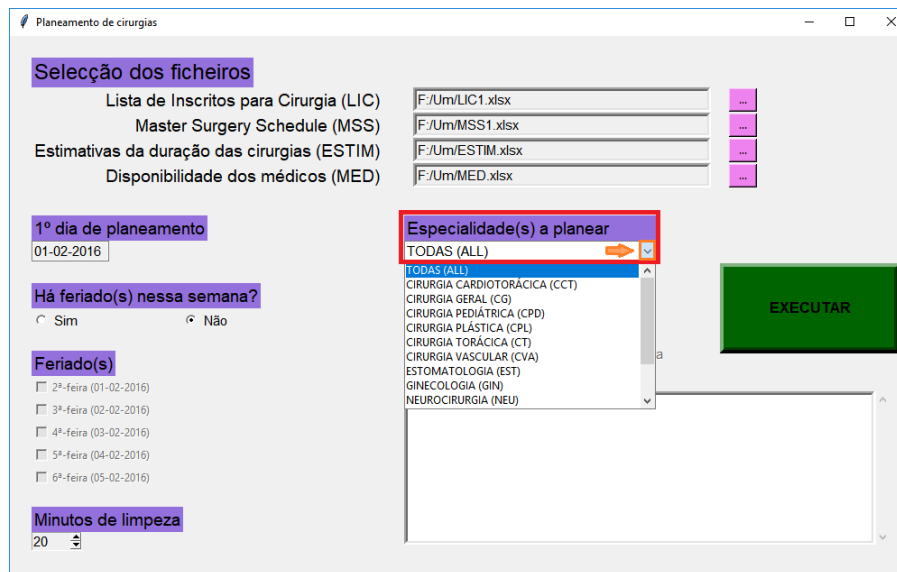 Planeamento de cirurgias
Selecção dos ficheiros
Lista de Inscritos para Cirurgia (LIC)
F:/Um/LIC1.xlsx
...
Master Surgery Schedule (MSS)
F:/Um/MSS1.xlsx
...
Estimativas da duração das cirurgias (ESTIM)
F:/Um/ESTIM.xlsx
...
Disponibilidade dos médicos (MED)
F:/Um/MED.xlsx
...
1º dia de planeamento
01-02-2016
Há feriado(s) nessa semana?
Sim
Não
Feriado(s)
2ª-feira (01-02-2016)
3ª-feira (02-02-2016)
4ª-feira (03-02-2016)
5ª-feira (04-02-2016)
6ª-feira (05-02-2016)
Minutos de limpeza
20
Especialidade(s) a planear
TODAS (ALL)
TODAS (ALL)
CIRURGIA CARDIOTORÁCICA (CCT)
CIRURGIA GERAL (CG)
CIRURGIA PEDIÁTRICA (CPD)
CIRURGIA PLÁSTICA (CPL)
CIRURGIA TORÁCICA (CT)
CIRURGIA VASCULAR (CVA)
ESTOMATOLOGIA (EST)
GINECOLOGIA (GIN)
NEUROCIRURGIA (NEU)
a
EXECUTAR